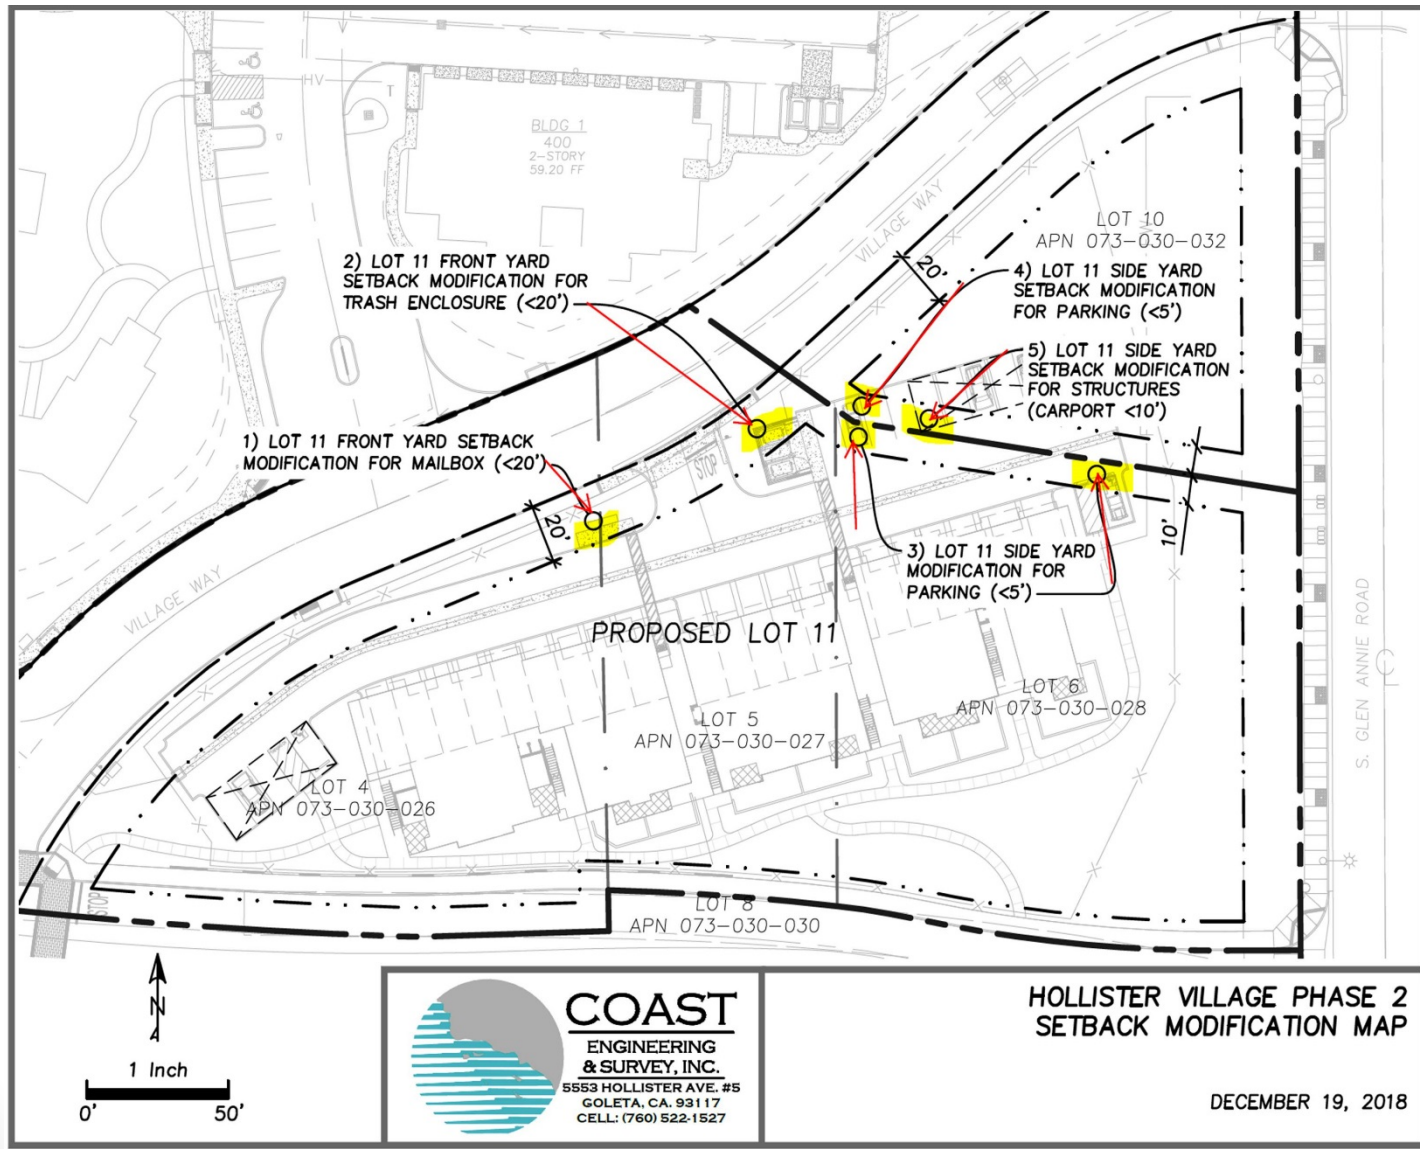 HV
T
BLDG 1
400
2-STORY
59.20 FF
VILLAGE WAY
LOT 10
APN 073-030-032
2) LOT 11 FRONT YARD
SETBACK MODIFICATION FOR
TRASH ENCLOSURE (<20')
20'
4) LOT 11 SIDE YARD
SETBACK MODIFICATION
FOR PARKING (<5')
5) LOT 11 SIDE YARD
SETBACK MODIFICATION
FOR STRUCTURES
(CARPORT <10')
1) LOT 11 FRONT YARD SETBACK
MODIFICATION FOR MAILBOX (<20')
STOP
20'
10'
3) LOT 11 SIDE YARD
MODIFICATION FOR
PARKING (<5')
VILLAGE WAY
PROPOSED LOT 11
S. GLEN ANNIE ROAD
LOT 6
APN 073-030-028
LOT 5
APN 073-030-027
LOT 4
APN 073-030-026
STOP
LOT 8
APN 073-030-030
N
1 Inch
0' 50'
COAST
ENGINEERING
& SURVEY, INC.
5553 HOLLISTER AVE. #5
GOLETA, CA. 93117
CELL: (760) 522-1527
HOLLISTER VILLAGE PHASE 2
SETBACK MODIFICATION MAP
DECEMBER 19, 2018